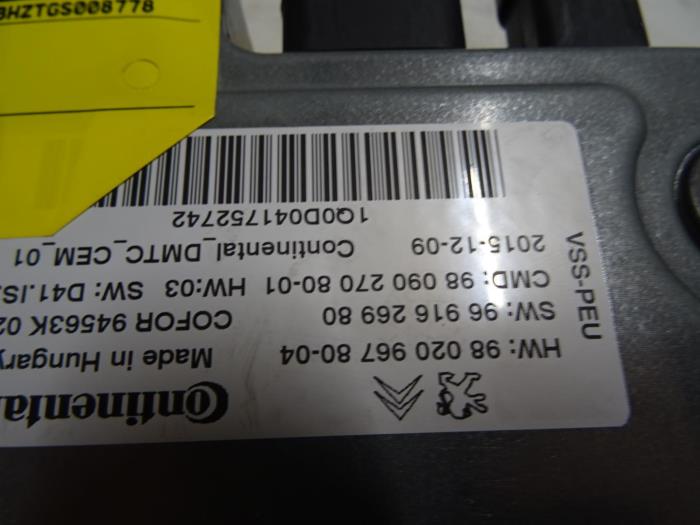 BHZTGS008778
VSS-PEU
Continental
HW: 98 020 967 80-04 Made in Hungary
SW: 96 916 269 80 COFOR 94563K 02
CMD: 98 090 270 80-01 HW:03 SW: D41.IS
2015-12-09 Continental_DMTC_CEM_01
1Q0D041752742